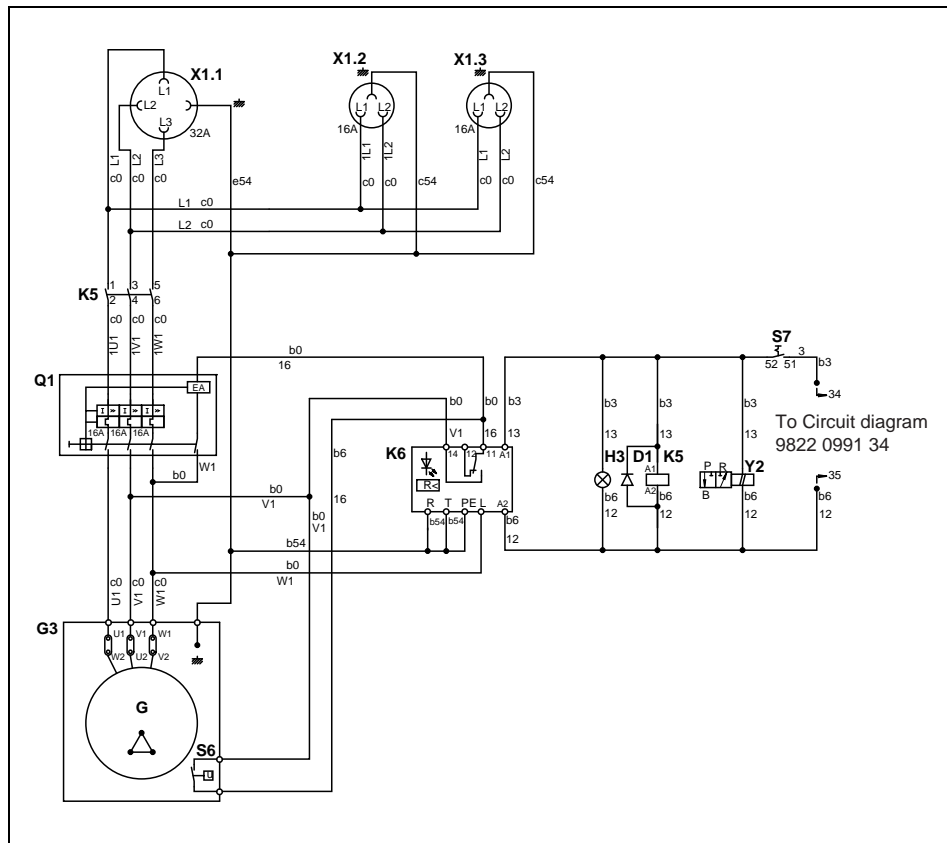 X1.1
X1.2
X1.3
L1
L2
L3
32A
L1 L2
16A
L1 L2
16A
L1 L2 L3
c0 c0 c0
e54
1L1 1L2
c0 c0
c54
L1 L2
c0 c0
c54
L1 c0
L2 c0
K5
1 3 5
2 4 6
c0 c0 c0
1U1 1V1 1W1
Q1
EA
I » I » I »
16A 16A 16A
W1
b0
16
b0
V1
b0
b6
16
b0
V1
b0 b0 b3
V1 16 13
K6
14 12 11 A1
R<
R T PE L A2
b54 b54
b6
12
b54
b0
W1
S7
52 51
3
b3
34
To Circuit diagram
9822 0991 34
35
b6
12
b3 b3 b3
13 13 13
H3 D1 K5
A1
A2
P R
B
Y2
b6 b6 b6
12 12 12
c0 c0 c0
U1 V1 W1
G3
U1 V1 W1
W2 U2 V2
G
S6
U